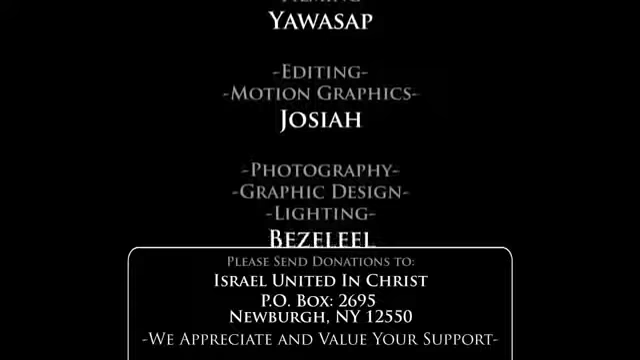 YAWASAP
-EDITING-
-MOTION GRAPHICS-
JOSIAH
-PHOTOGRAPHY-
-GRAPHIC DESIGN-
-LIGHTING-
BEZELEEL
PLEASE SEND DONATIONS TO:
ISRAEL UNITED IN CHRIST
P.O. BOX: 2695
NEWBURGH, NY 12550
-WE APPRECIATE AND VALUE YOUR SUPPORT-